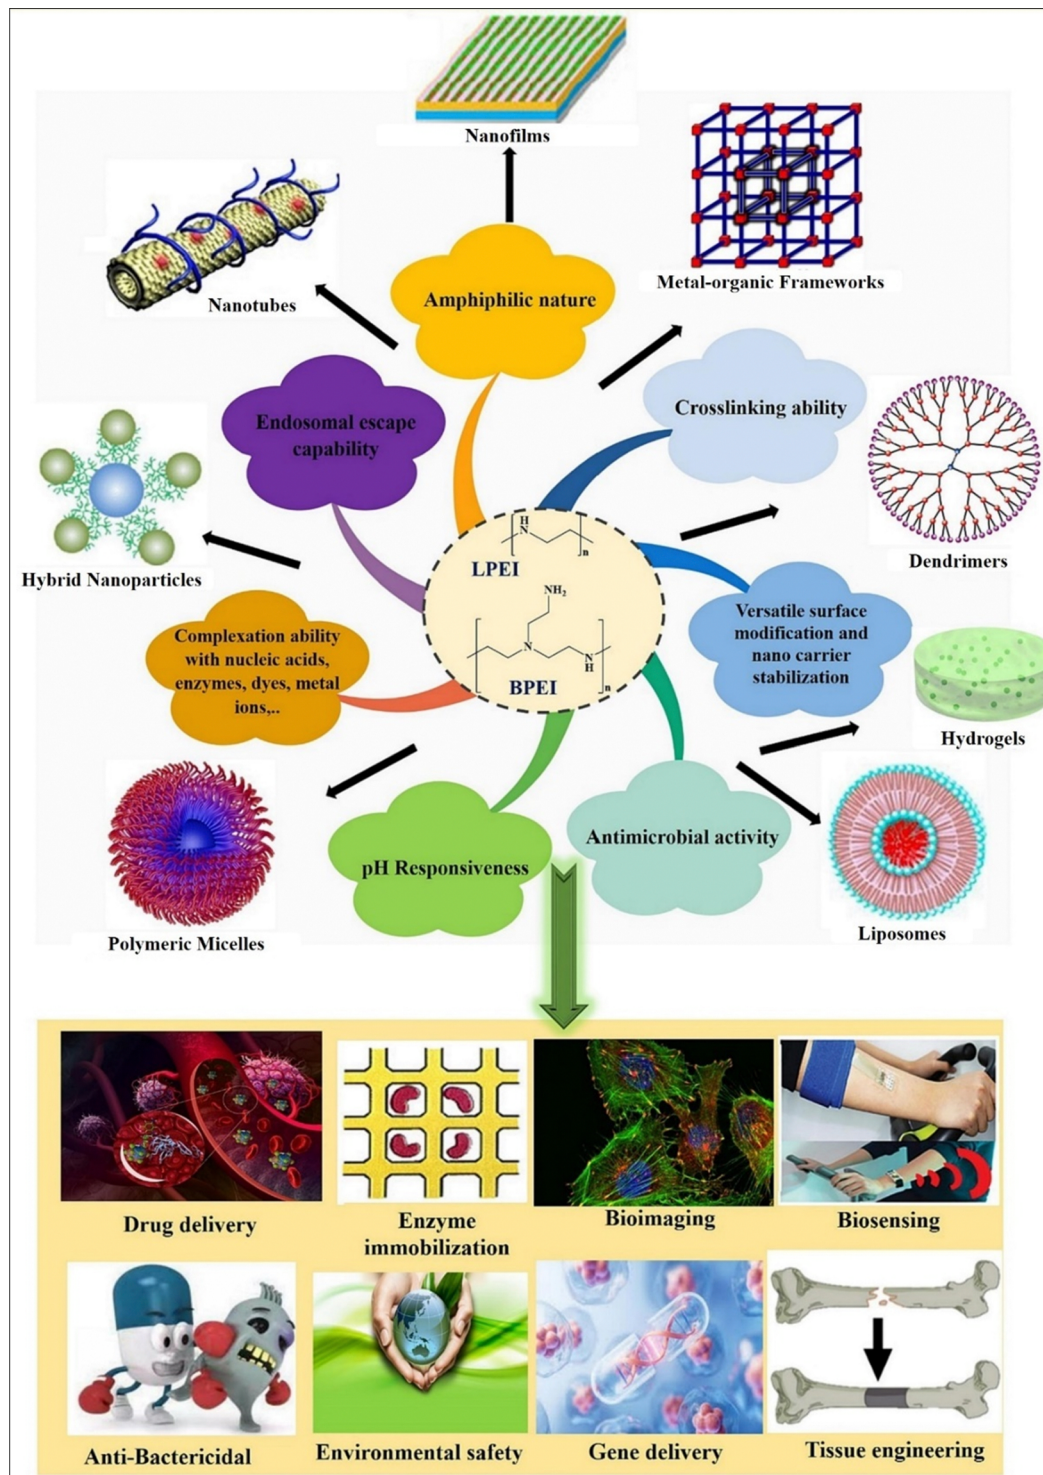 Nanofilms
Nanotubes
Metal-organic Frameworks
Amphiphilic nature
Endosomal escape
capability
Crosslinking ability
Hybrid Nanoparticles
Dendrimers
H
N
n
LPEI
NH2
N
N
H
n
BPEI
Complexation ability
with nucleic acids,
enzymes, dyes, metal
ions,..
Versatile surface
modification and
nano carrier
stabilization
Hydrogels
Polymeric Micelles
pH Responsiveness
Antimicrobial activity
Liposomes
Drug delivery
Enzyme
immobilization
Bioimaging
Biosensing
Anti-Bactericidal
Environmental safety
Gene delivery
Tissue engineering